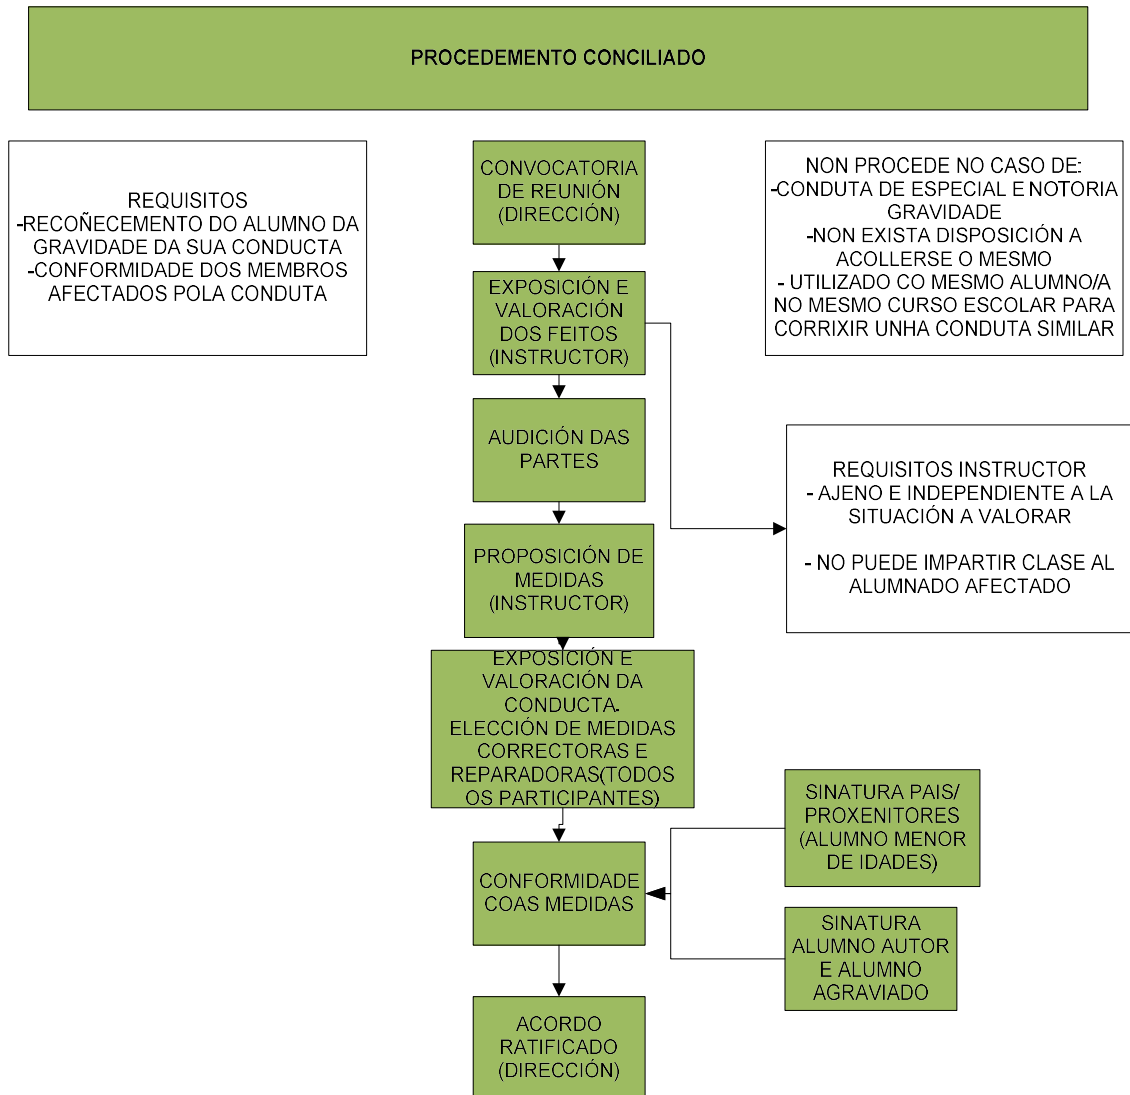 PROCEDEMENTO CONCILIADO
REQUISITOS
-RECOÑECEMENTO DO ALUMNO DA
GRAVIDADE DA SUA CONDUCTA
-CONFORMIDADE DOS MEMBROS
AFECTADOS POLA CONDUTA
CONVOCATORIA
DE REUNIÓN
(DIRECCIÓN)
NON PROCEDE NO CASO DE:
-CONDUTA DE ESPECIAL E NOTORIA
GRAVIDADE
-NON EXISTA DISPOSICIÓN A
ACOLLERSE O MESMO
- UTILIZADO CO MESMO ALUMNO/A
NO MESMO CURSO ESCOLAR PARA
CORRIXIR UNHA CONDUTA SIMILAR
EXPOSICIÓN E
VALORACIÓN
DOS FEITOS
(INSTRUCTOR)
AUDICIÓN DAS
PARTES
REQUISITOS INSTRUCTOR
- AJENO E INDEPENDIENTE A LA
SITUACIÓN A VALORAR
- NO PUEDE IMPARTIR CLASE AL
ALUMNADO AFECTADO
PROPOSICIÓN DE
MEDIDAS
(INSTRUCTOR)
EXPOSICIÓN E
VALORACIÓN DA
CONDUCTA.
ELECCIÓN DE MEDIDAS
CORRECTORAS E
REPARADORAS(TODOS
OS PARTICIPANTES)
SINATURA PAIS/
PROXENITORES
(ALUMNO MENOR
DE IDADES)
CONFORMIDADE
COAS MEDIDAS
SINATURA
ALUMNO AUTOR
E ALUMNO
AGRAVIADO
ACORDO
RATIFICADO
(DIRECCIÓN)